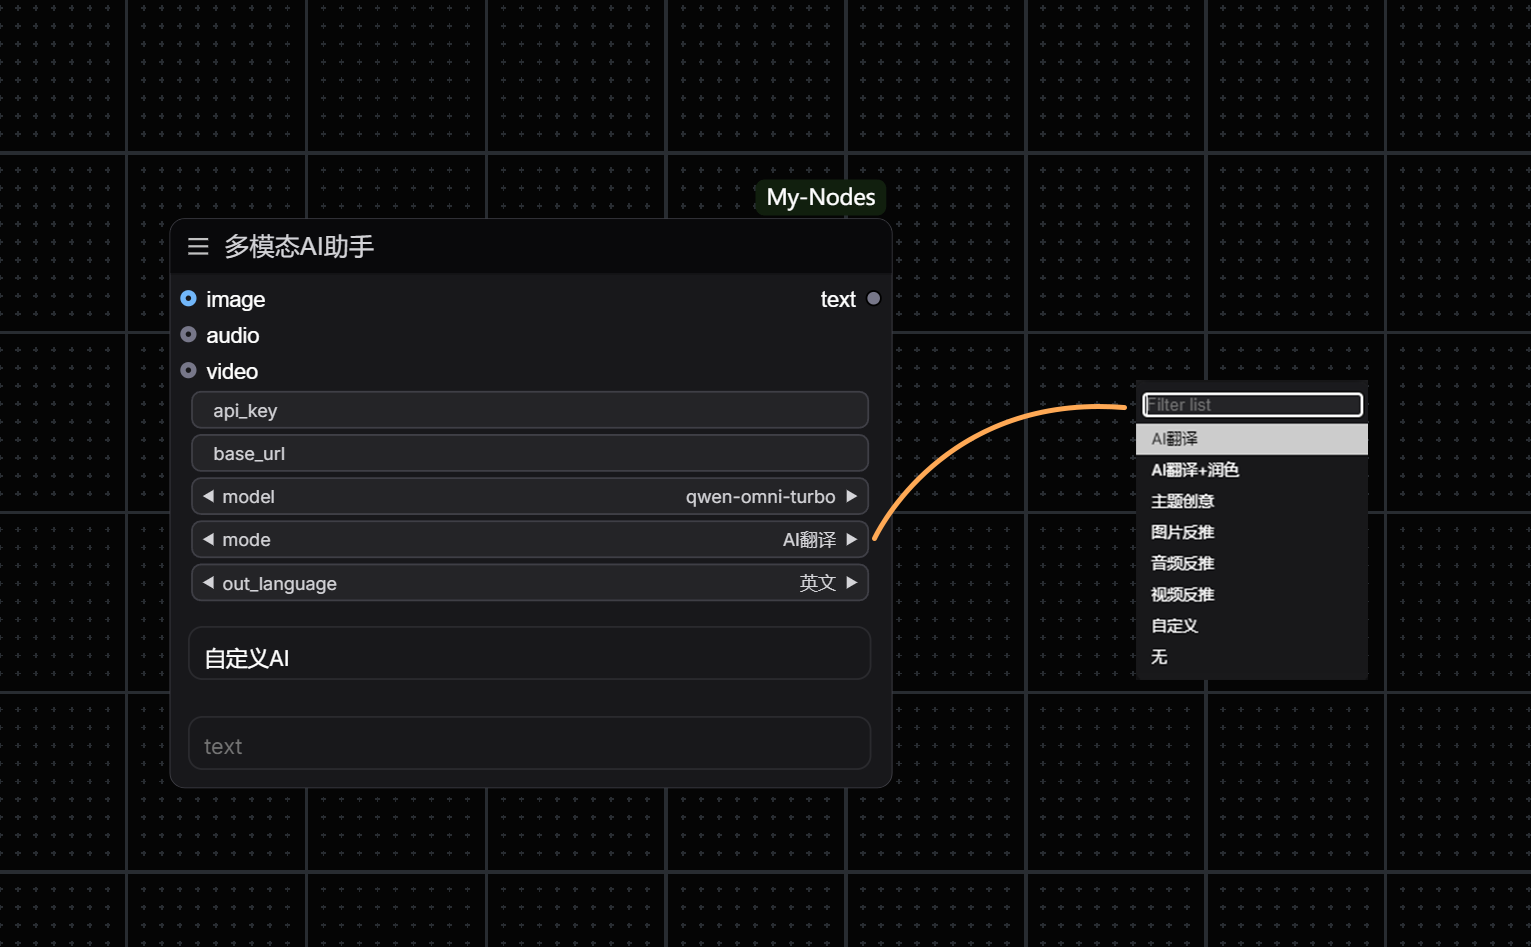 My-Nodes
多模态AI助手
image
text
audio
video
api_key
base_url
model
qwen-omni-turbo
mode
AI翻译
out_language
英文
自定义AI
text
Filter list
AI翻译
AI翻译+润色
主题创意
图片反推
音频反推
视频反推
自定义
无